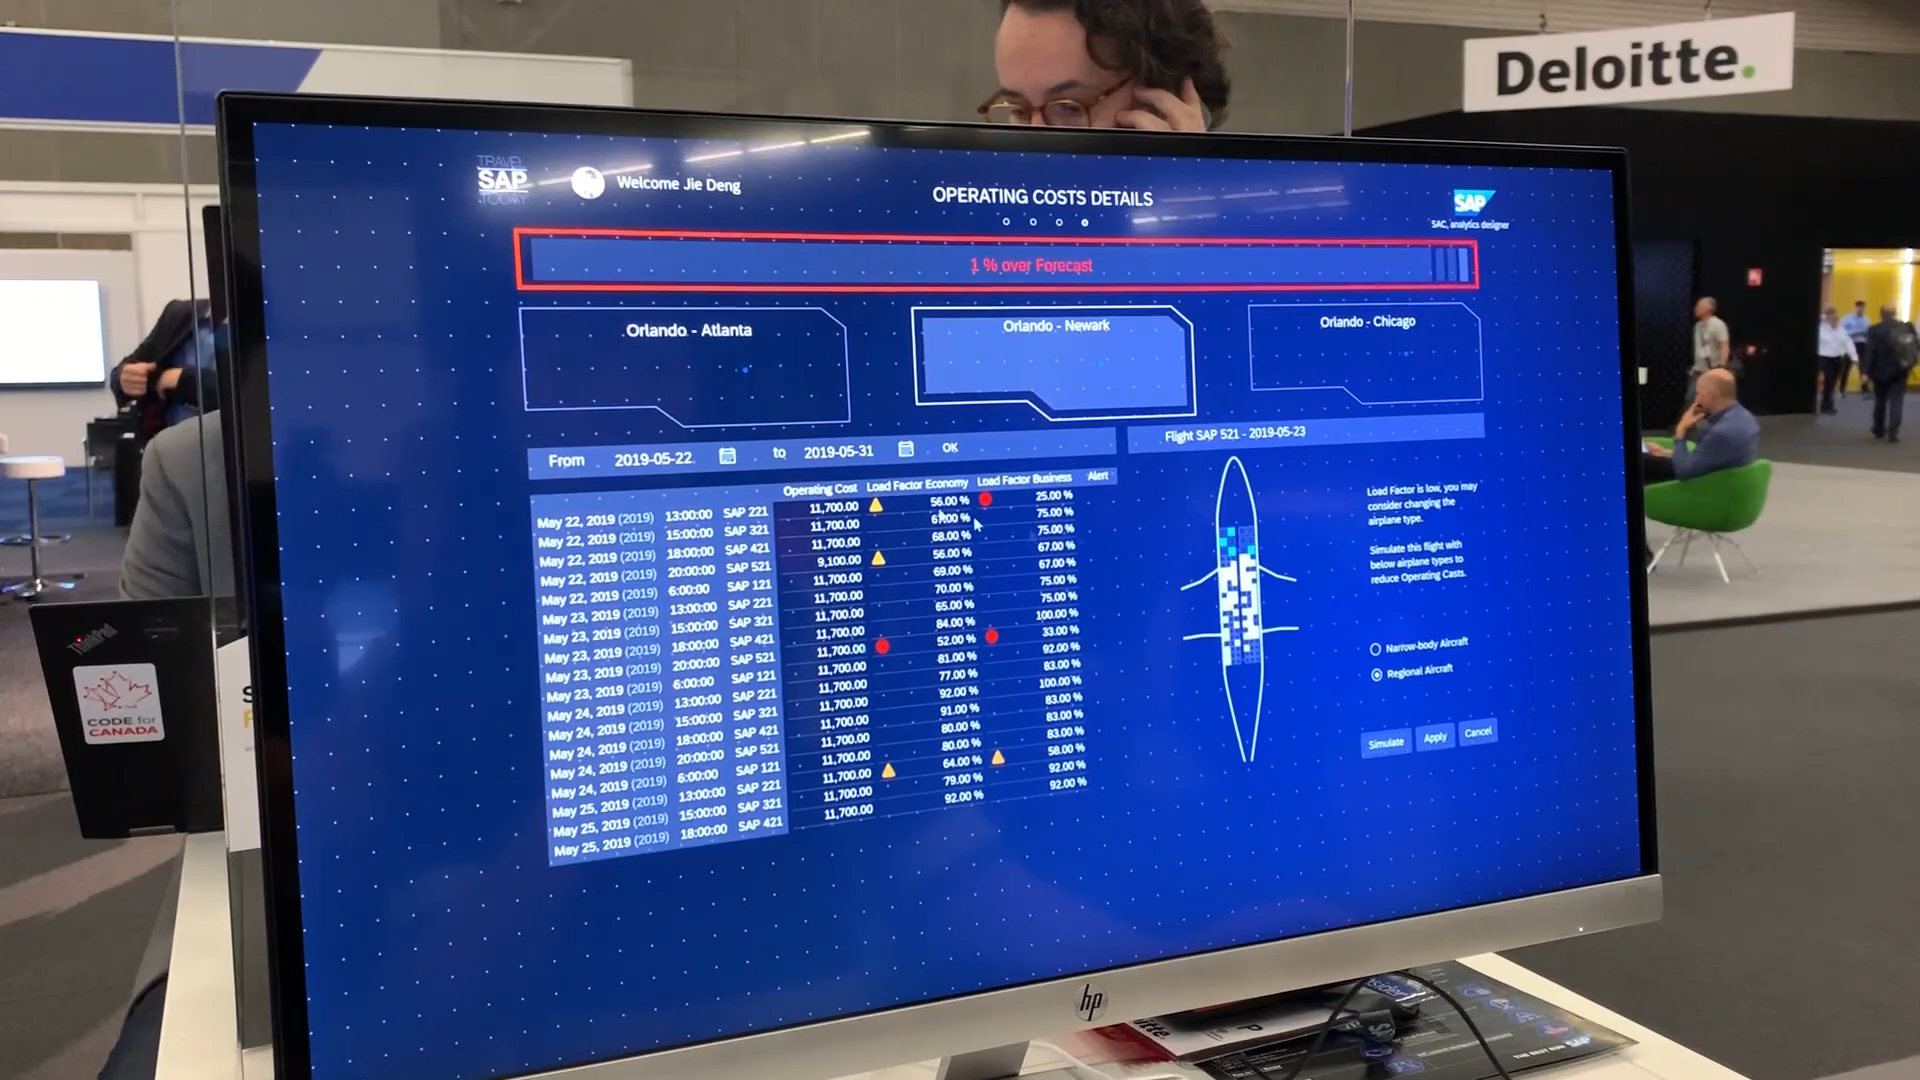 Deloitte.
TRAVEL
SAP
TODAY
Welcome Jie Deng
OPERATING COSTS DETAILS
SAP
SAC, analytics designer
1 % over Forecast
Orlando - Atlanta
Orlando - Newark
Orlando - Chicago
From 2019-05-22 to 2019-05-31 OK
Flight SAP 521 - 2019-05-23
Operating Cost Load Factor Economy Load Factor Business Alert
May 22, 2019 (2019) 13:00:00 SAP 221 11,700.00 56.00 % 25.00 %
May 22, 2019 (2019) 15:00:00 SAP 321 11,700.00 75.00 %
May 22, 2019 (2019) 18:00:00 SAP 421 11,700.00 68.00 % 75.00 %
May 22, 2019 (2019) 20:00:00 SAP 521 9,100.00 56.00 % 67.00 %
May 22, 2019 (2019) 6:00:00 SAP 121 11,700.00 69.00 % 67.00 %
May 23, 2019 (2019) 13:00:00 SAP 221 11,700.00 70.00 % 75.00 %
May 23, 2019 (2019) 15:00:00 SAP 321 11,700.00 65.00 % 75.00 %
May 23, 2019 (2019) 18:00:00 SAP 421 11,700.00 84.00 % 100.00 %
May 23, 2019 (2019) 20:00:00 SAP 521 11,700.00 52.00 % 33.00 %
May 23, 2019 (2019) 6:00:00 SAP 121 11,700.00 81.00 % 92.00 %
May 24, 2019 (2019) 13:00:00 SAP 221 11,700.00 77.00 % 83.00 %
May 24, 2019 (2019) 15:00:00 SAP 321 11,700.00 92.00 % 100.00 %
May 24, 2019 (2019) 18:00:00 SAP 421 11,700.00 91.00 % 83.00 %
May 24, 2019 (2019) 20:00:00 SAP 521 11,700.00 80.00 % 83.00 %
May 24, 2019 (2019) 6:00:00 SAP 121 11,700.00 80.00 % 83.00 %
May 25, 2019 (2019) 13:00:00 SAP 221 11,700.00 64.00 % 58.00 %
May 25, 2019 (2019) 15:00:00 SAP 321 11,700.00 79.00 % 92.00 %
May 25, 2019 (2019) 18:00:00 SAP 421 11,700.00 92.00 % 92.00 %
Load Factor is low, you may
consider changing the
airplane type.
Simulate this flight with
below airplane types to
reduce Operating Costs.
Narrow-body Aircraft
Regional Aircraft
Simulate Apply Cancel
ThinkPad
CODE for
CANADA
hp
THE BEST RUN SAP